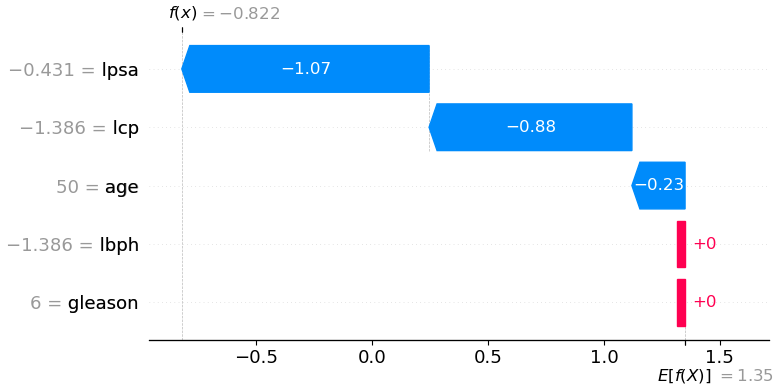 f(x) = −0.822
−0.431 = lpsa
−1.07
−1.386 = lcp
−0.88
50 = age
−0.23
−1.386 = lbph
+0
6 = gleason
+0
−0.5 0.0 0.5 1.0 1.5
E[f(X)] = 1.35